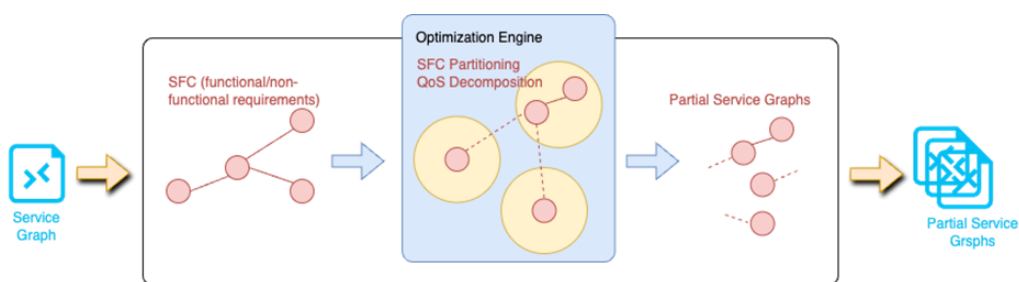 Service
Graph
SFC (functional/non-
functional requirements)
Optimization Engine
SFC Partitioning
QoS Decomposition
Partial Service Graphs
Partial Service
Grsphs